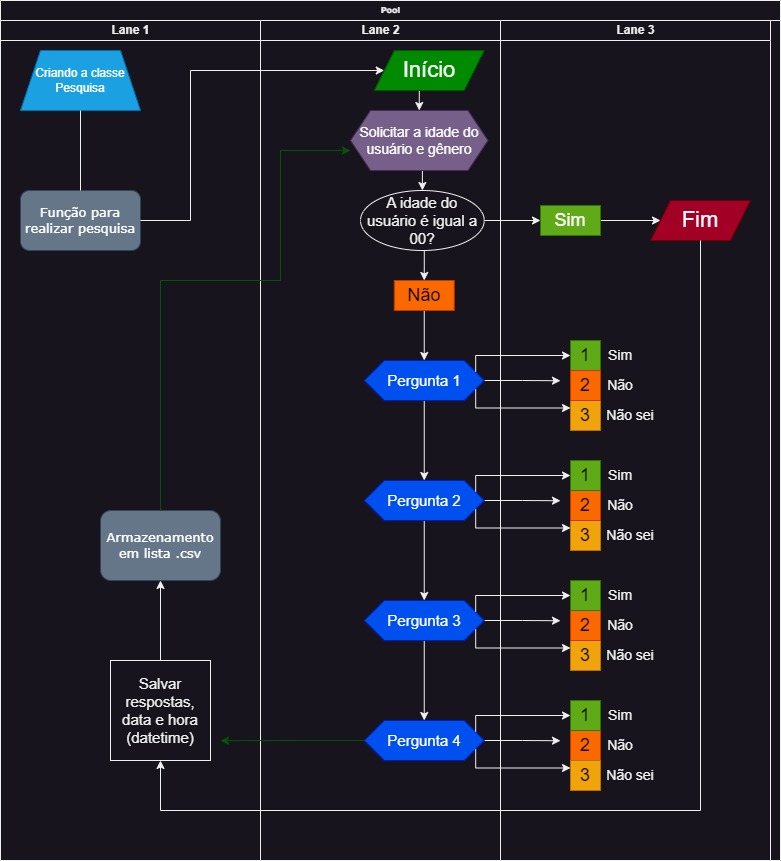 Pool
Lane 1
Lane 2
Lane 3
Criando a classe
Pesquisa
Início
Solicitar a idade do
usuário e gênero
Função para
realizar pesquisa
A idade do
usuário é igual a
00?
Sim
Fim
Não
Pergunta 1
1 Sim
2 Não
3 Não sei
Pergunta 2
1 Sim
2 Não
3 Não sei
Armazenamento
em lista .csv
Pergunta 3
1 Sim
2 Não
3 Não sei
Salvar
respostas,
data e hora
(datetime)
Pergunta 4
1 Sim
2 Não
3 Não sei